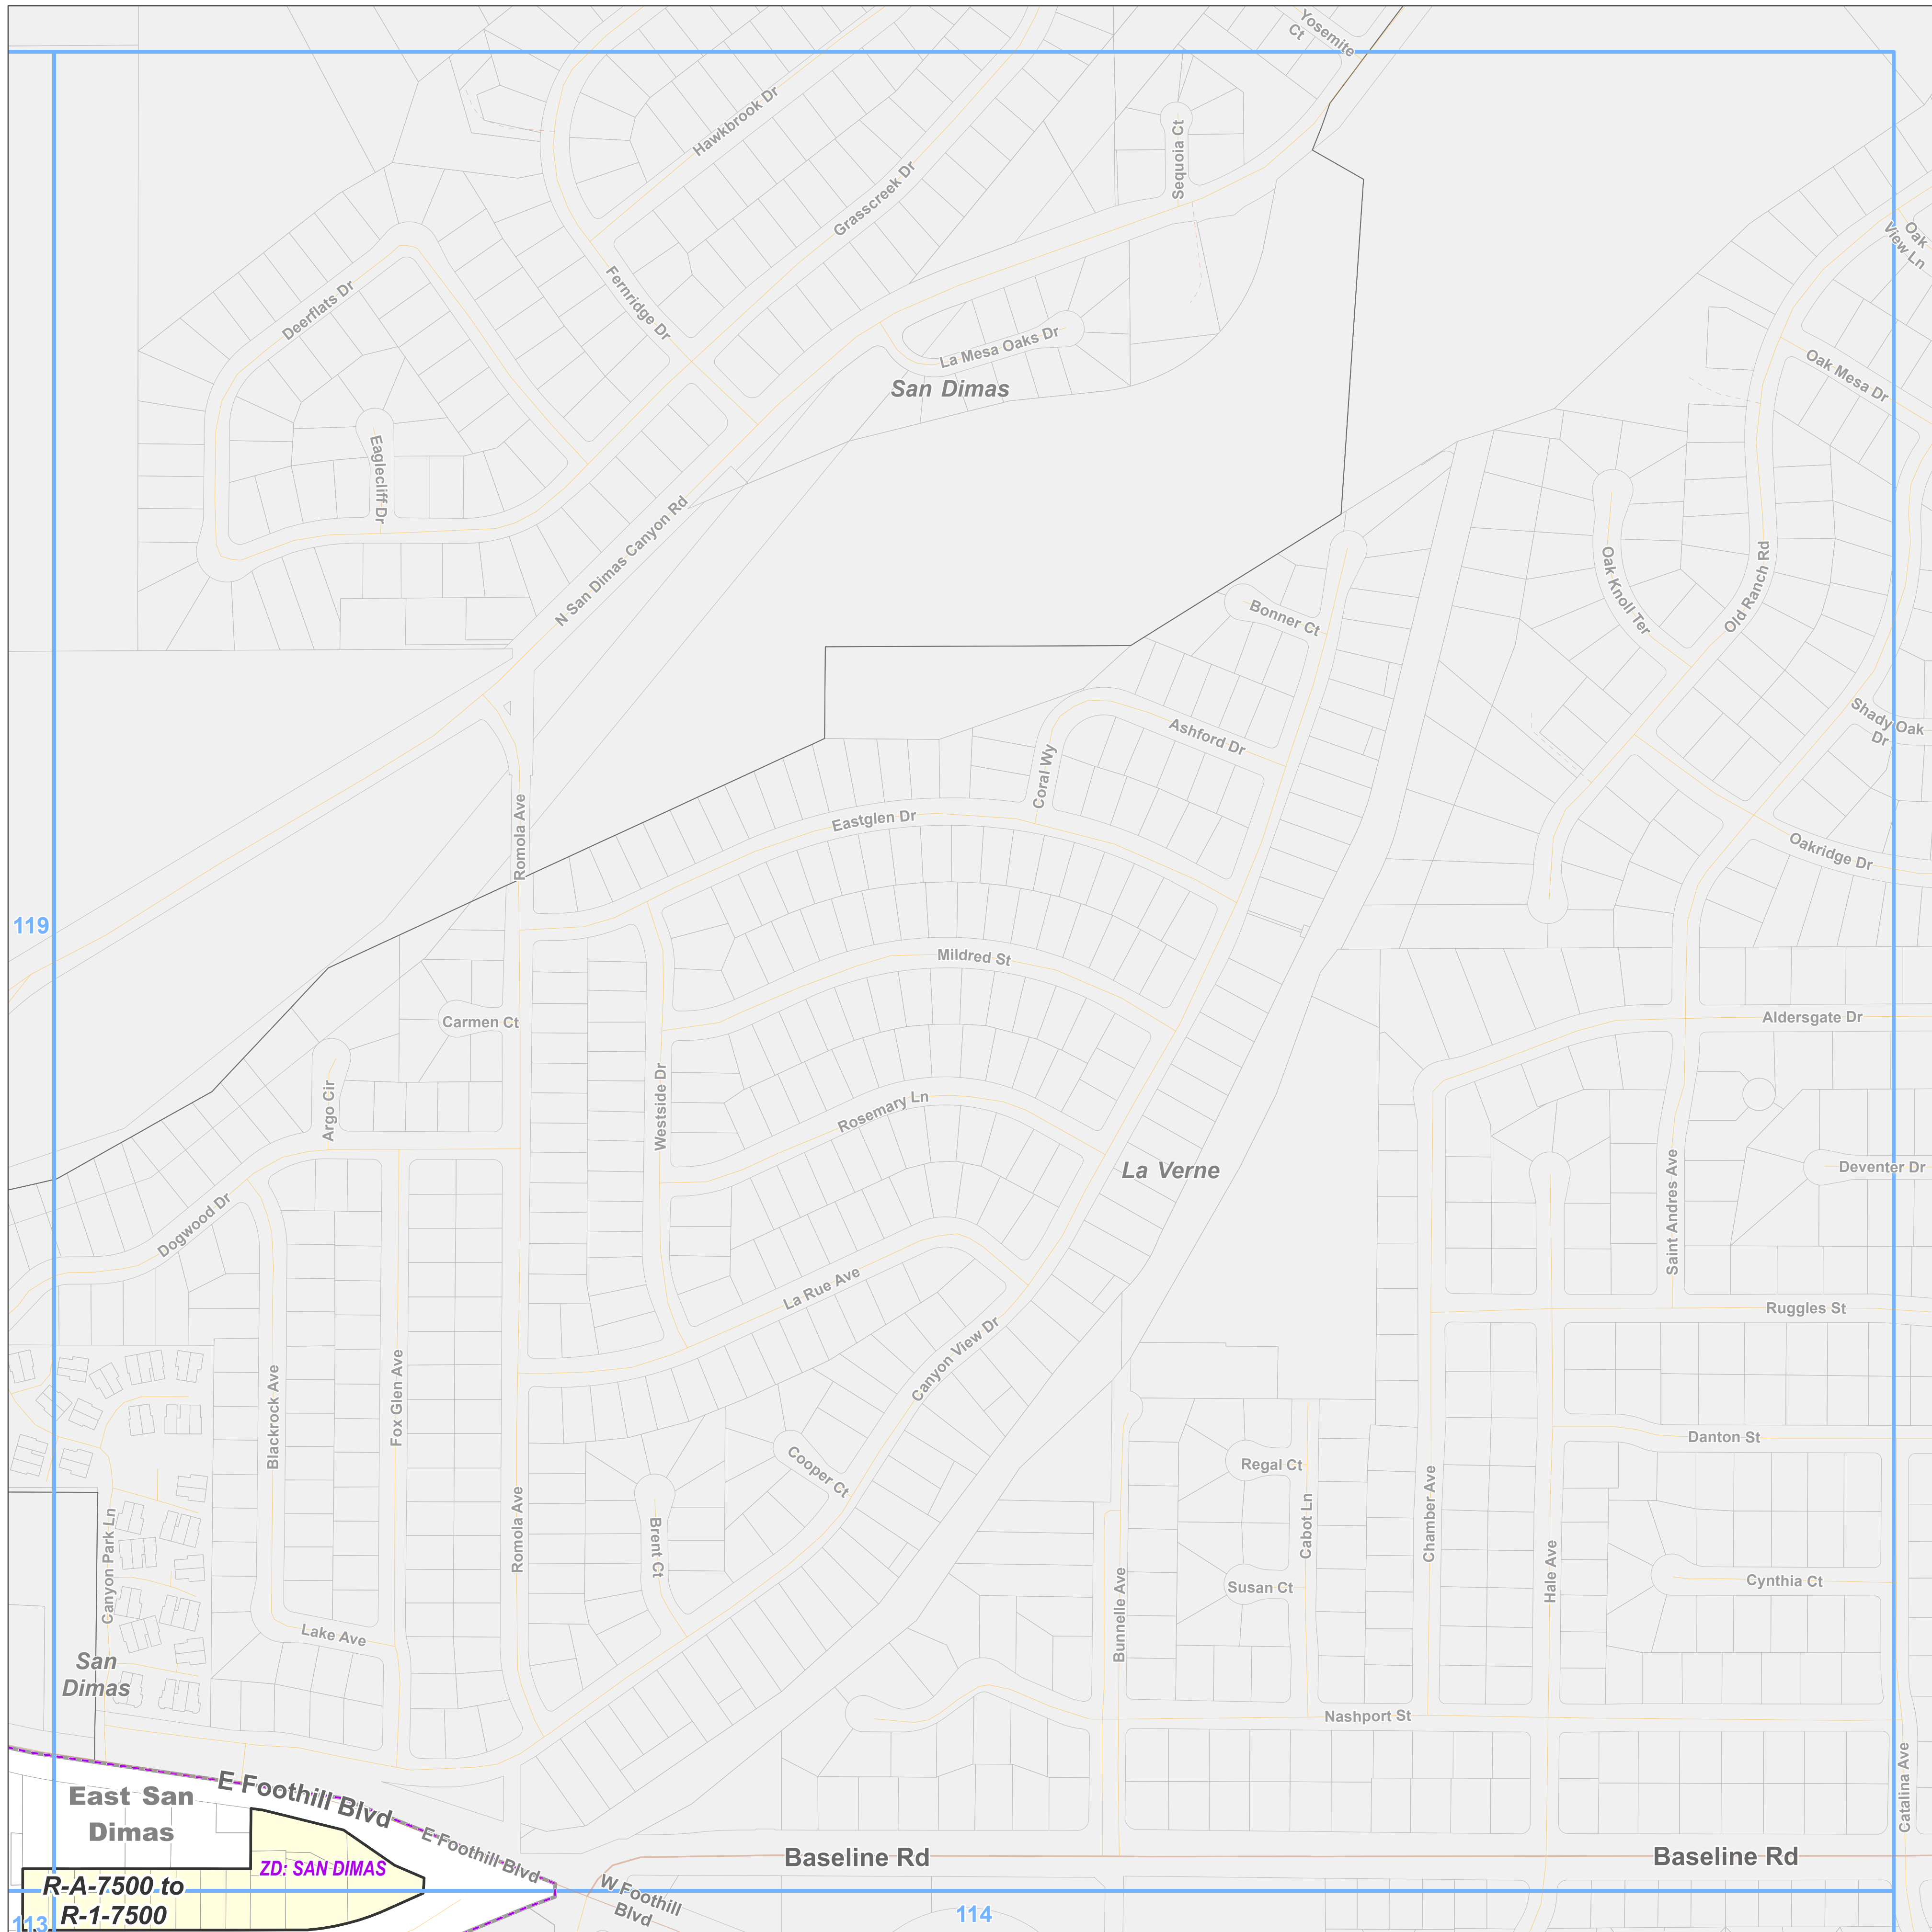 Yosemite
Ct
Hawkbrook Dr
Sequoia Ct
Grasscreek Dr
Oak
View Ln
Deerflats Dr
Fernridge Dr
La Mesa Oaks Dr
San Dimas
Oak Mesa Dr
Eaglecliff Dr
N San Dimas Canyon Rd
Oak Knoll Ter
Old Ranch Rd
Bonner Ct
Shady Oak
Dr
Ashford Dr
Coral Wy
Eastglen Dr
Romola Ave
Oakridge Dr
119
Mildred St
Carmen Ct
Aldersgate Dr
Argo Cir
Westside Dr
Rosemary Ln
La Verne
Deventer Dr
Saint Andres Ave
Dogwood Dr
La Rue Ave
Ruggles St
Canyon View Dr
Blackrock Ave
Fox Glen Ave
Danton St
Cooper Ct
Regal Ct
Romola Ave
Brent Ct
Canyon Park Ln
Cabot Ln
Chamber Ave
Hale Ave
Susan Ct
Cynthia Ct
Bunnelle Ave
Lake Ave
San
Dimas
Nashport St
Catalina Ave
E Foothill Blvd
East San
Dimas
E Foothill Blvd
Baseline Rd
Baseline Rd
ZD: SAN DIMAS
R-A-7500 to
R-1-7500
W Foothill
Blvd
113
114